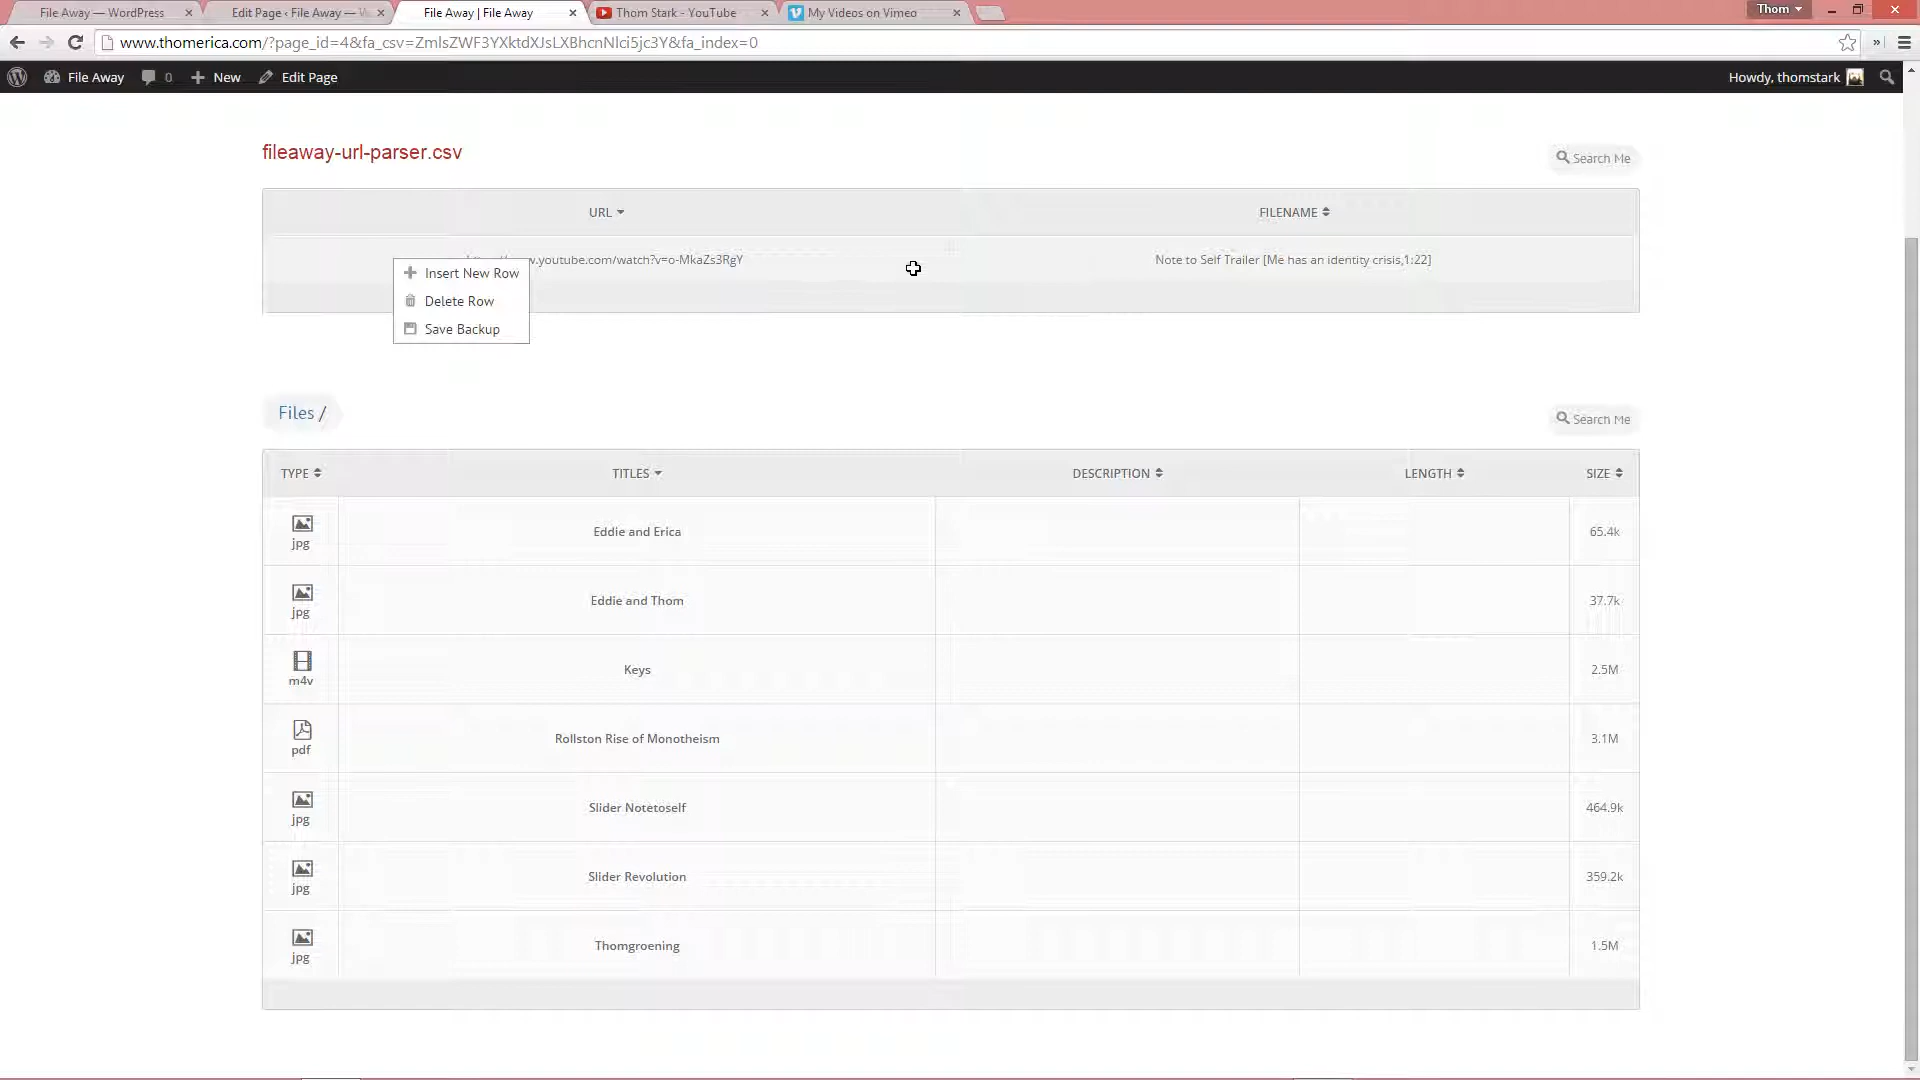 File Away — WordPress
Edit Page ‹ File Away — W
File Away | File Away
Thom Stark - YouTube
My Videos on Vimeo
Thom
www.thomerica.com/?page_id=4&fa_csv=ZmlsZWF3YXktdXJsLXBhcnNlci5jc3Y&fa_index=0
File Away
0
New
Edit Page
Howdy, thomstark
fileaway-url-parser.csv
Search Me
URL
FILENAME
youtube.com/watch?v=o-MkaZs3RgY
Note to Self Trailer [Me has an identity crisis,1:22]
Insert New Row
Delete Row
Save Backup
Files /
Search Me
TYPE
TITLES
DESCRIPTION
LENGTH
SIZE
jpg
Eddie and Erica
65.4k
jpg
Eddie and Thom
37.7k
m4v
Keys
2.5M
pdf
Rollston Rise of Monotheism
3.1M
jpg
Slider Notetoself
464.9k
jpg
Slider Revolution
359.2k
jpg
Thomgroening
1.5M